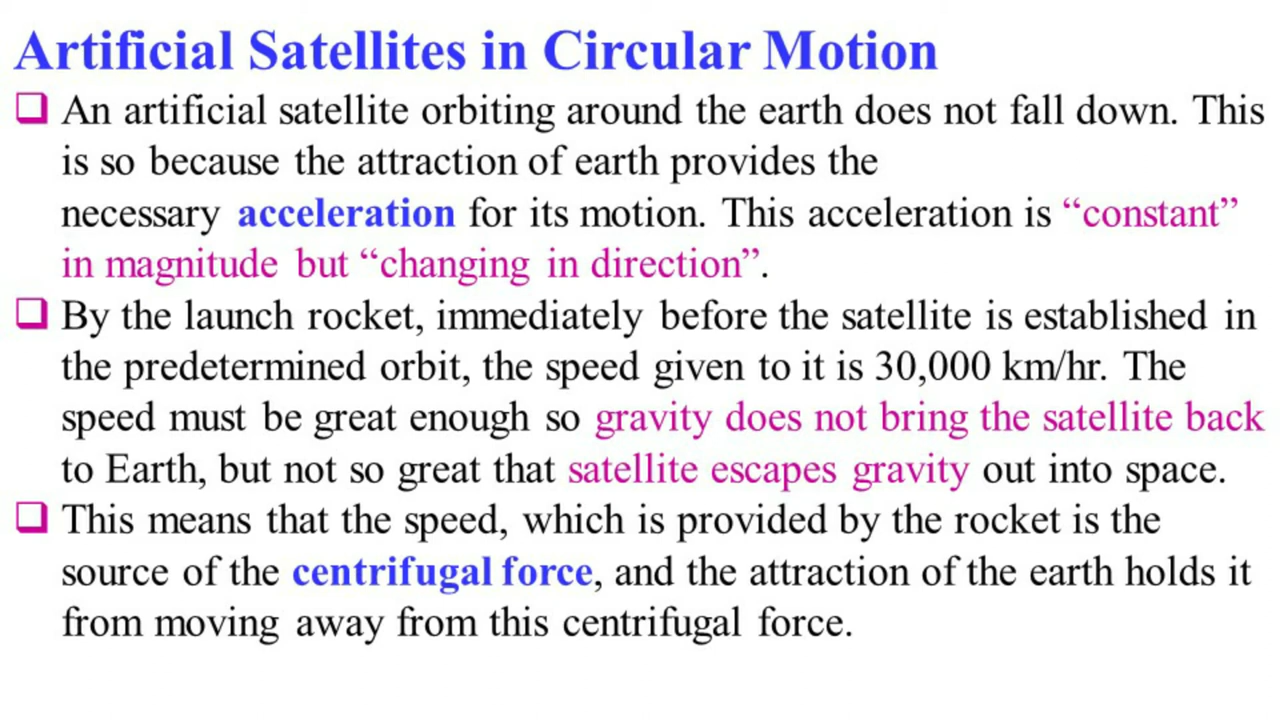 Artificial Satellites in Circular Motion
❑ An artificial satellite orbiting around the earth does not fall down. This
is so because the attraction of earth provides the
necessary acceleration for its motion. This acceleration is “constant”
in magnitude but “changing in direction”.
❑ By the launch rocket, immediately before the satellite is established in
the predetermined orbit, the speed given to it is 30,000 km/hr. The
speed must be great enough so gravity does not bring the satellite back
to Earth, but not so great that satellite escapes gravity out into space.
❑ This means that the speed, which is provided by the rocket is the
source of the centrifugal force, and the attraction of the earth holds it
from moving away from this centrifugal force.